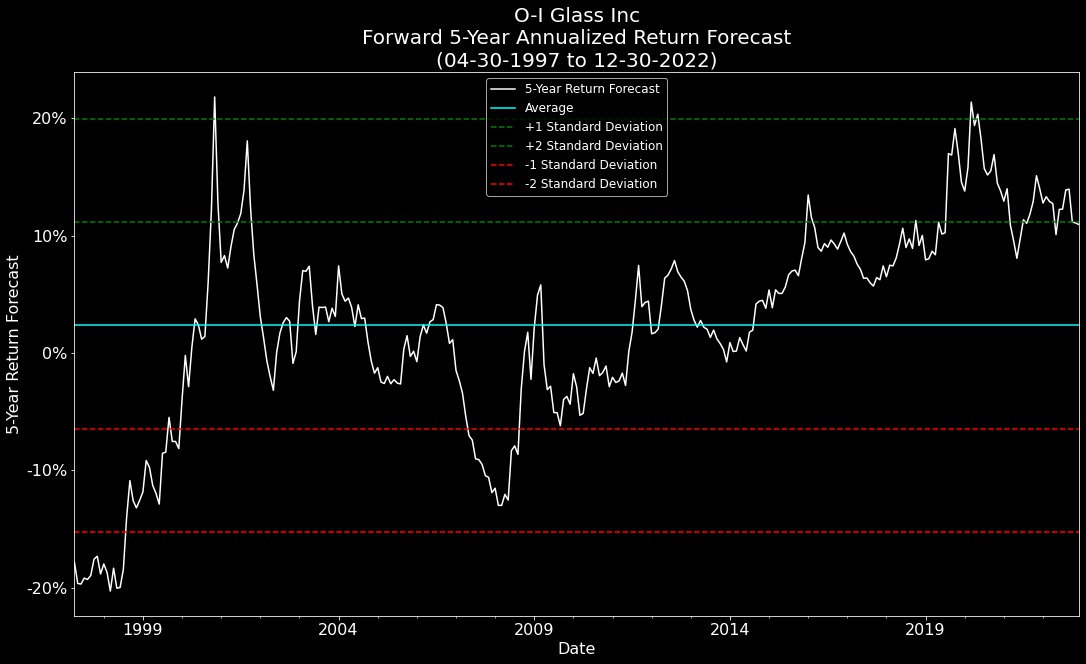 O-I Glass Inc
Forward 5-Year Annualized Return Forecast
(04-30-1997 to 12-30-2022)
5-Year Return Forecast
Average
+1 Standard Deviation
+2 Standard Deviation
-1 Standard Deviation
-2 Standard Deviation
5-Year Return Forecast
20%
10%
0%
-10%
-20%
1999 2004 2009 2014 2019
Date